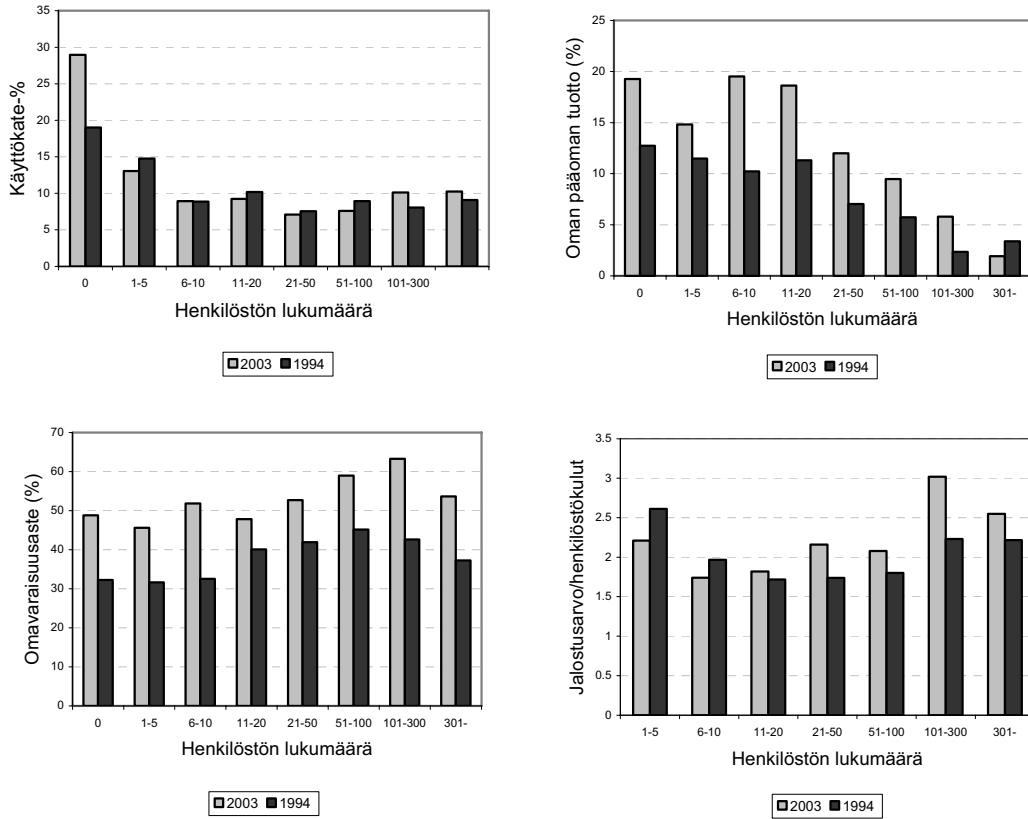 Käyttökate-%
35
30
25
20
15
10
5
0
0 1-5 6-10 11-20 21-50 51-100 101-300
Henkilöstön lukumäärä
2003 1994
Oman pääoman tuotto (%)
25
20
15
10
5
0
0 1-5 6-10 11-20 21-50 51-100 101-300 301-
Henkilöstön lukumäärä
2003 1994
Omavaraisuusaste (%)
70
60
50
40
30
20
10
0
0 1-5 6-10 11-20 21-50 51-100 101-300 301-
Henkilöstön lukumäärä
2003 1994
Jalostusarvo/henkilöstökulut
3.5
3
2.5
2
1.5
1
0.5
0
1-5 6-10 11-20 21-50 51-100 101-300 301-
Henkilöstön lukumäärä
2003 1994